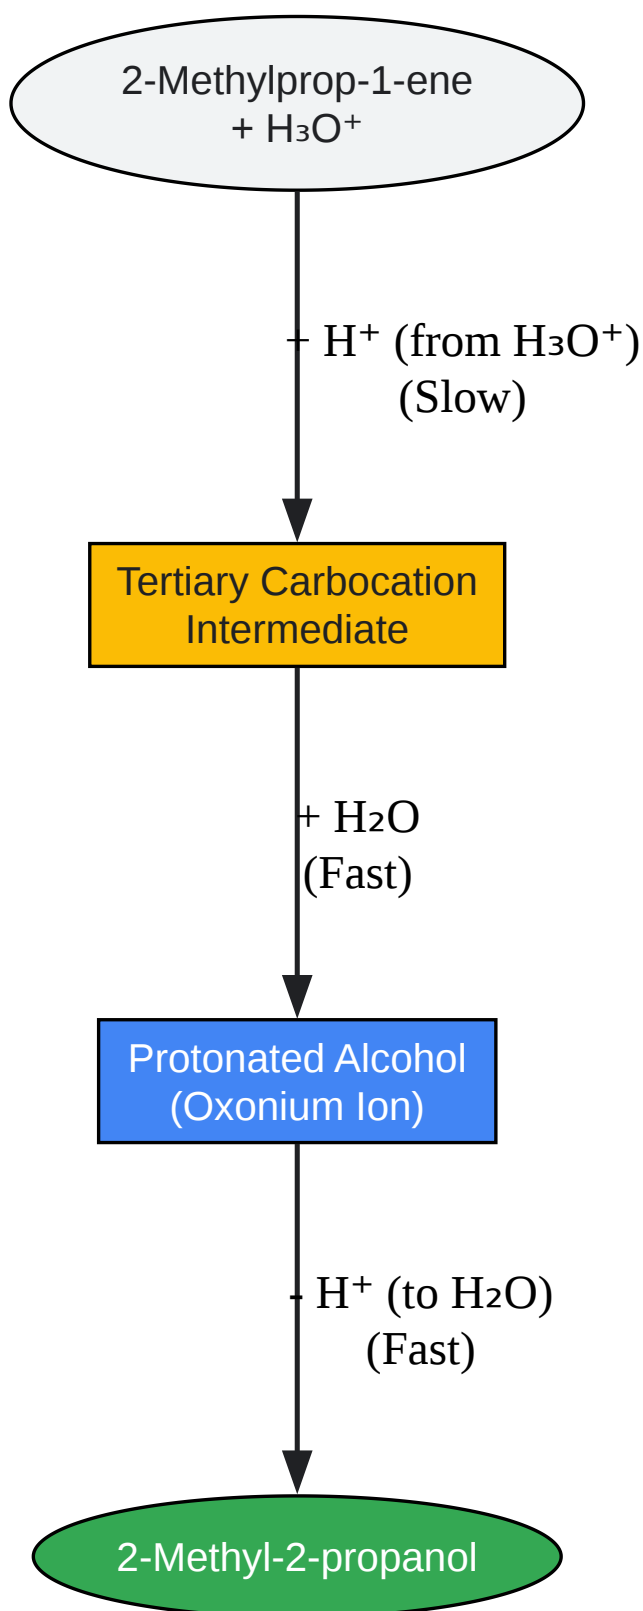 2-Methylprop-1-ene
+ H₃O⁺
+ H⁺ (from H₃O⁺)
(Slow)
Tertiary Carbocation
Intermediate
+ H₂O
(Fast)
Protonated Alcohol
(Oxonium Ion)
- H⁺ (to H₂O)
(Fast)
2-Methyl-2-propanol